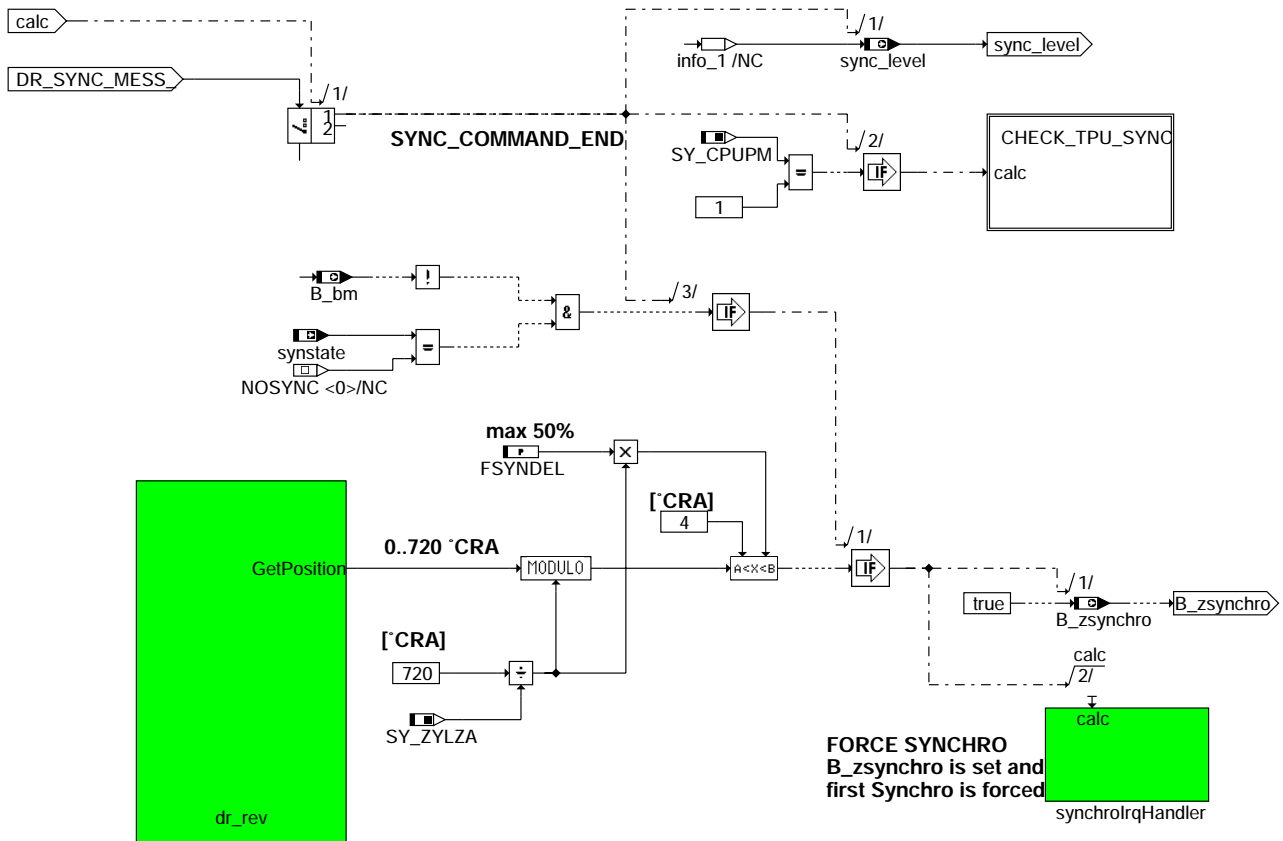 calc
/1/
info_1 /NC
sync_level
sync_level
DR_SYNC_MESS_
/1/
1
2
SYNC_COMMAND_END
/2/
SY_CPUPM
=
IF
1
CHECK_TPU_SYNC
calc
B_bm
!
&
/3/
IF
synstate
=
NOSYNC <0>/NC
max 50%
P
FSYNDEL
X
[°CRA]
4
/1/
0..720 °CRA
GetPosition
MODULO
A<X<B
IF
/1/
true
B_zsynchro
B_zsynchro
[°CRA]
720
÷
SY_ZYLZA
calc
2/
calc
FORCE SYNCHRO
B_zsynchro is set and
first Synchro is forced
dr_rev
synchroIrqHandler